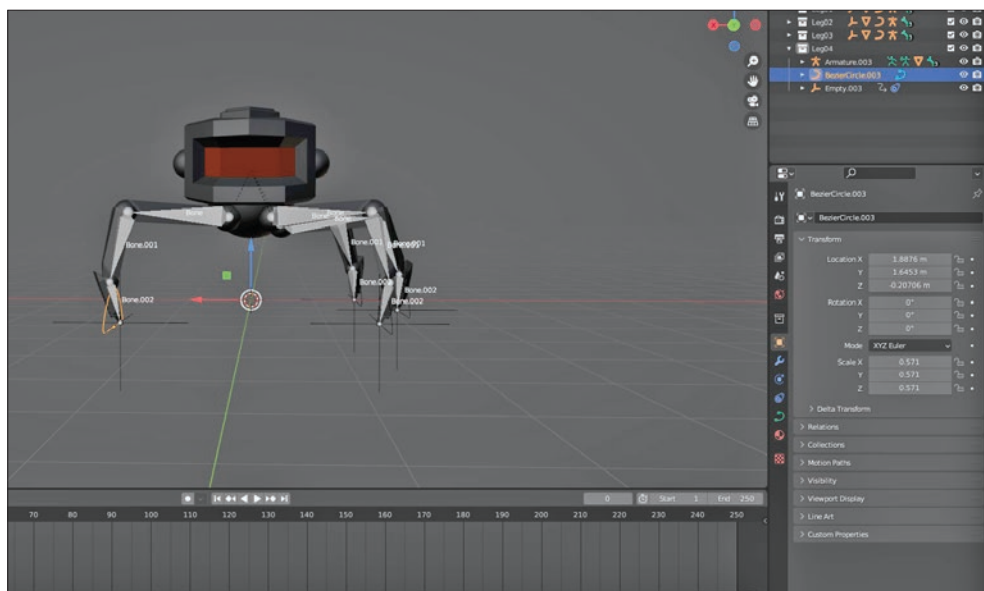 Leg02
Leg03
Leg04
Armature.003
BezierCircle.003
Empty.003
BezierCircle.003
BezierCircle.003
Transform
Location X 1.8876 m
Y 1.6453 m
Z -0.20706 m
Rotation X 0°
Y 0°
Z 0°
Mode XYZ Euler
Scale X 0.571
Y 0.571
Z 0.571
Delta Transform
Relations
Collections
Motion Paths
Visibility
Viewport Display
Line Art
Custom Properties
Bone
Bone.001
Bone.002
Bone.002
Bone.002
0 Start 1 End 250
70 80 90 100 110 120 130 140 150 160 170 180 190 200 210 220 230 240 250